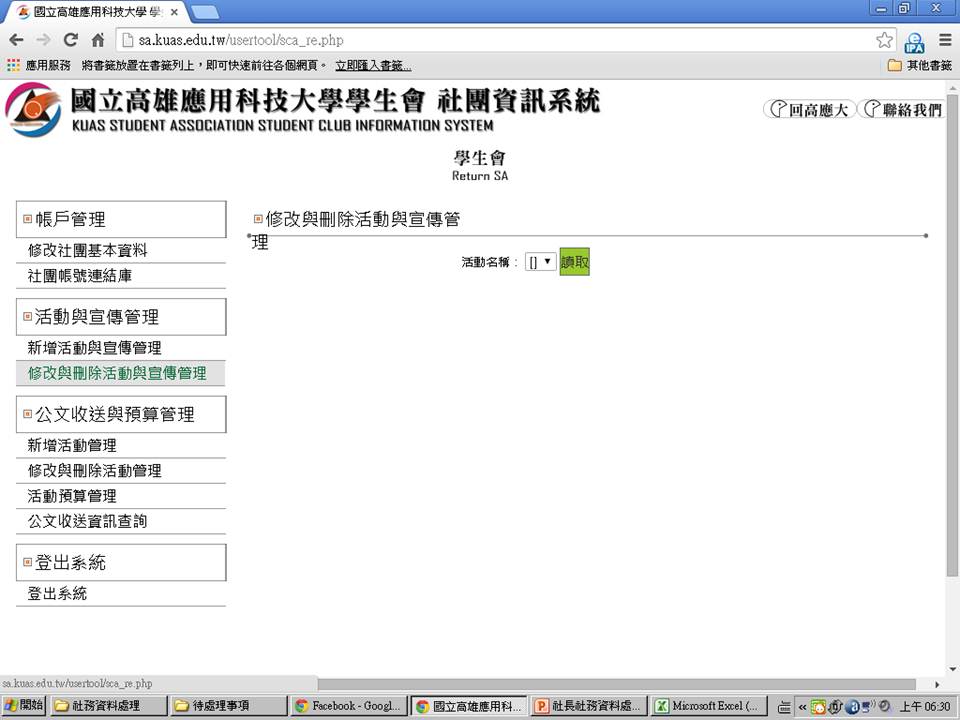 國立高雄應用科技大學 學
sa.kuas.edu.tw/usertool/sca_re.php
應用服務 將書籤放置在書籤列上，即可快速前往各個網頁。 立即匯入書籤... 其他書籤
國立高雄應用科技大學學生會 社團資訊系統
KUAS STUDENT ASSOCIATION STUDENT CLUB INFORMATION SYSTEM
回高應大 聯絡我們
學生會
Return SA
帳戶管理
修改社團基本資料
社團帳號連結庫
活動與宣傳管理
新增活動與宣傳管理
修改與刪除活動與宣傳管理
公文收送與預算管理
新增活動管理
修改與刪除活動管理
活動預算管理
公文收送資訊查詢
登出系統
登出系統
修改與刪除活動與宣傳管
理
活動名稱： [] 讀取
sa.kuas.edu.tw/usertool/sca_re.php
開始 社務資料處理 待處理事項 Facebook - Googl... 國立高雄應用科... 社長社務資料處... Microsoft Excel (... 上午 06:30